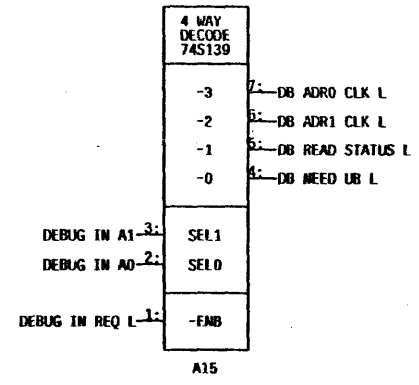 4 WAY
DECODE
74S139
-3 7: DB ADR0 CLK L
-2 6: DB ADR1 CLK L
-1 5: DB READ STATUS L
-0 4: DB NEED UB L
DEBUG IN A1 3: SEL1
DEBUG IN A0 2: SEL0
DEBUG IN REQ L 1: -ENB
A15